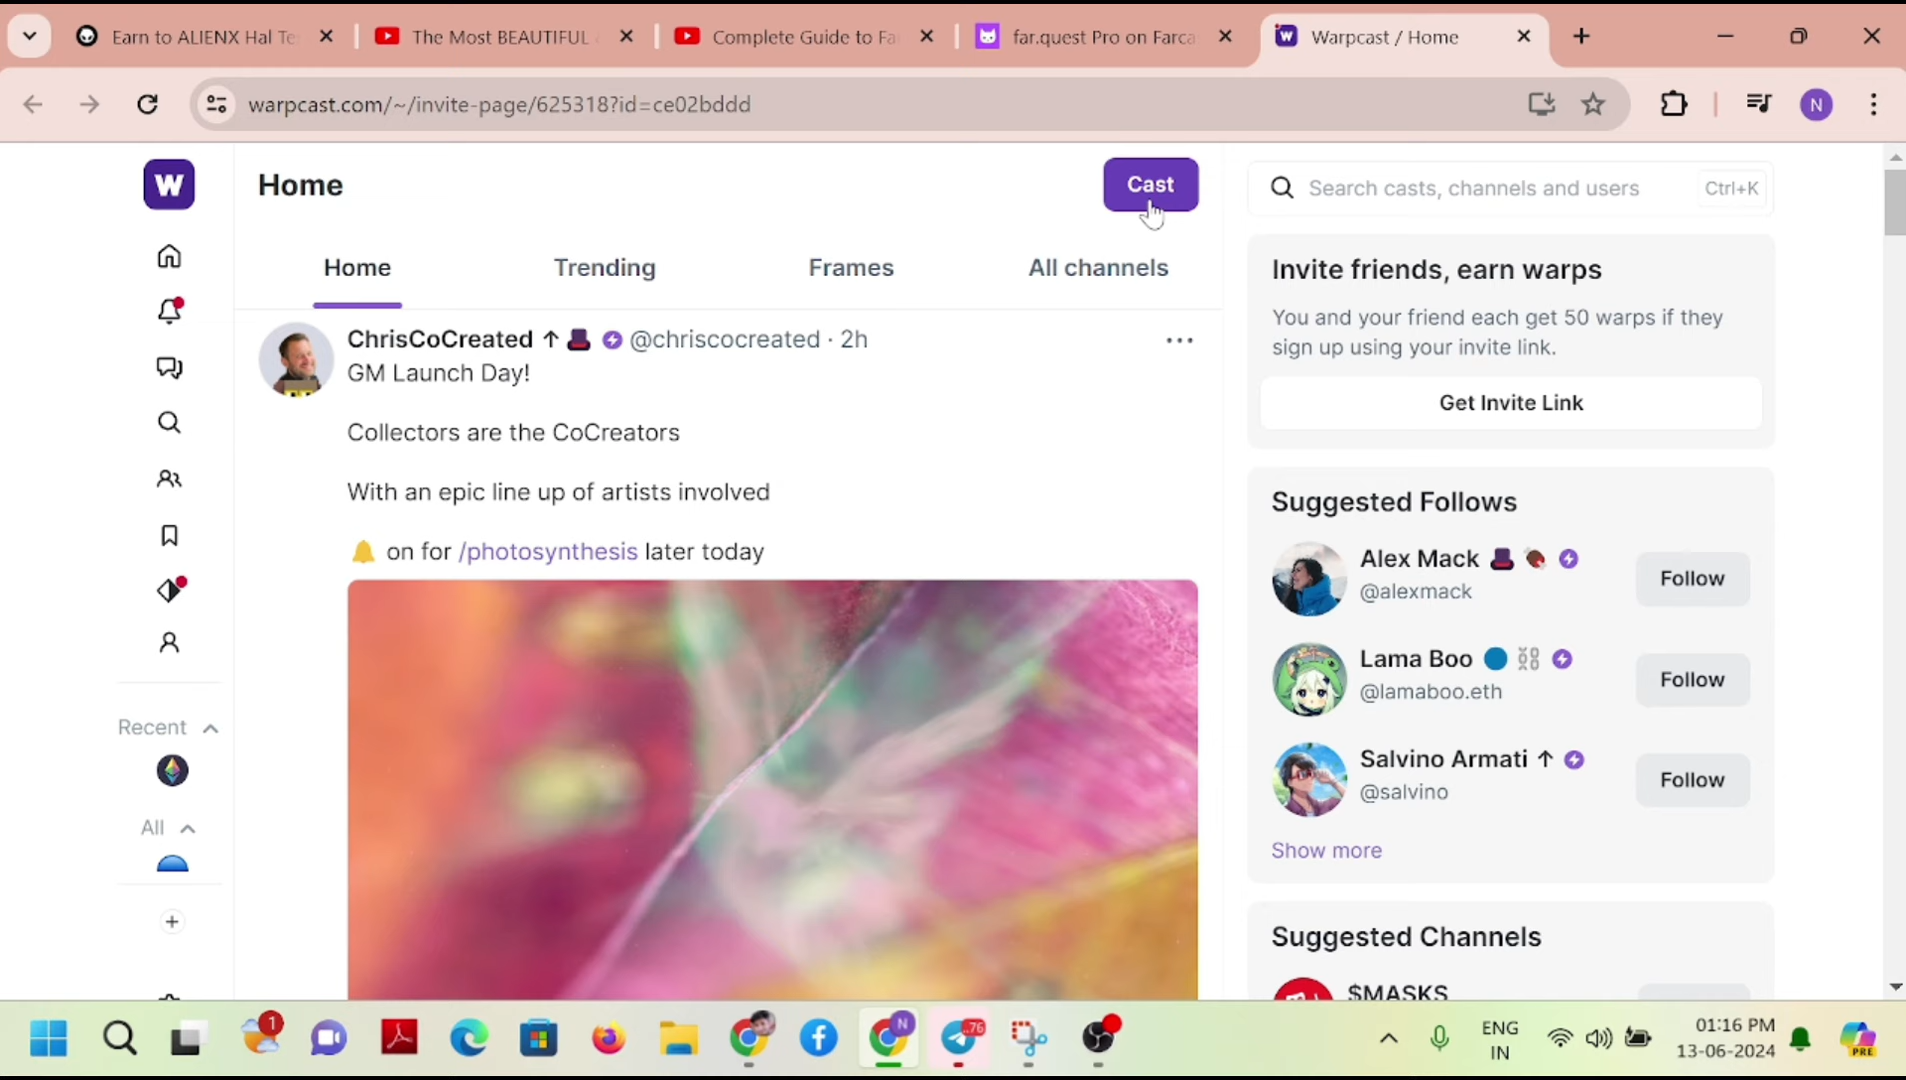 Earn to ALIENX Hal Te
The Most BEAUTIFUL
Complete Guide to Fa
far.quest Pro on Farca
Warpcast / Home
warpcast.com/~/invite-page/625318?id=ce02bddd
N
W
Home
Cast
Search casts, channels and users
Ctrl+K
Home
Trending
Frames
All channels
ChrisCoCreated ↑ @chriscocreated · 2h
GM Launch Day!
Collectors are the CoCreators
With an epic line up of artists involved
on for /photosynthesis later today
Invite friends, earn warps
You and your friend each get 50 warps if they
sign up using your invite link.
Get Invite Link
Suggested Follows
Alex Mack
@alexmack
Follow
Lama Boo
@lamaboo.eth
Follow
Salvino Armati ↑
@salvino
Follow
Show more
Suggested Channels
$MASKS
Recent
All
1
N
76
ENG
IN
01:16 PM
13-06-2024
PRE